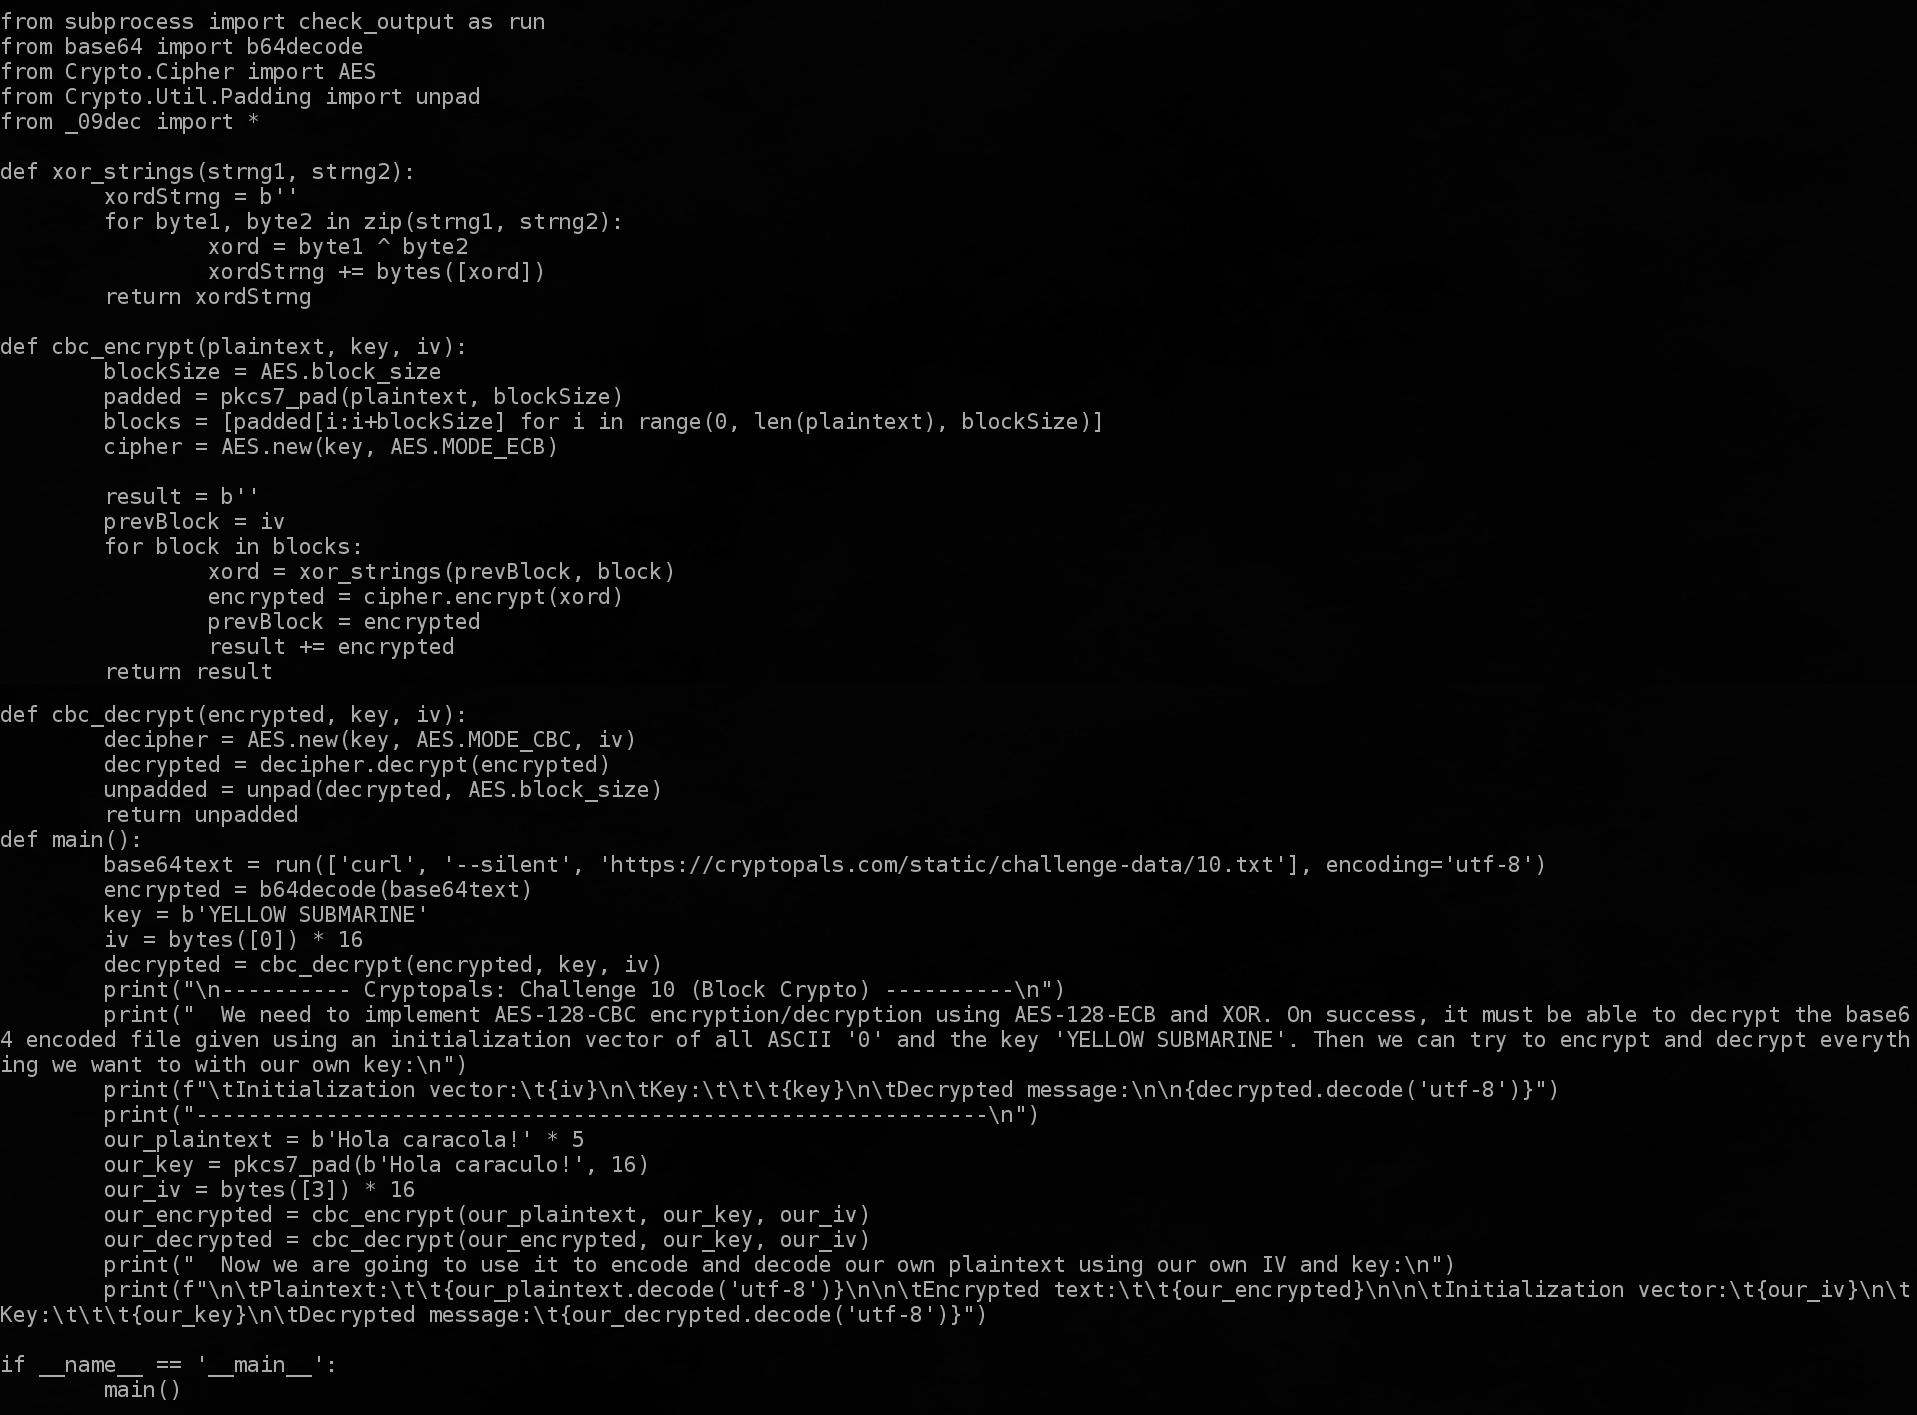 from subprocess import check_output as run
from base64 import b64decode
from Crypto.Cipher import AES
from Crypto.Util.Padding import unpad
from _09dec import *

def xor_strings(strng1, strng2):
        xordStrng = b''
        for byte1, byte2 in zip(strng1, strng2):
                xord = byte1 ^ byte2
                xordStrng += bytes([xord])
        return xordStrng

def cbc_encrypt(plaintext, key, iv):
        blockSize = AES.block_size
        padded = pkcs7_pad(plaintext, blockSize)
        blocks = [padded[i:i+blockSize] for i in range(0, len(plaintext), blockSize)]
        cipher = AES.new(key, AES.MODE_ECB)

        result = b''
        prevBlock = iv
        for block in blocks:
                xord = xor_strings(prevBlock, block)
                encrypted = cipher.encrypt(xord)
                prevBlock = encrypted
                result += encrypted
        return result

def cbc_decrypt(encrypted, key, iv):
        decipher = AES.new(key, AES.MODE_CBC, iv)
        decrypted = decipher.decrypt(encrypted)
        unpadded = unpad(decrypted, AES.block_size)
        return unpadded
def main():
        base64text = run(['curl', '--silent', 'https://cryptopals.com/static/challenge-data/10.txt'], encoding='utf-8')
        encrypted = b64decode(base64text)
        key = b'YELLOW SUBMARINE'
        iv = bytes([0]) * 16
        decrypted = cbc_decrypt(encrypted, key, iv)
        print("\n---------- Cryptopals: Challenge 10 (Block Crypto) ----------\n")
        print("  We need to implement AES-128-CBC encryption/decryption using AES-128-ECB and XOR. On success, it must be able to decrypt the base6
4 encoded file given using an initialization vector of all ASCII '0' and the key 'YELLOW SUBMARINE'. Then we can try to encrypt and decrypt everyth
ing we want to with our own key:\n")
        print(f"\tInitialization vector:\t{iv}\n\tKey:\t\t\t{key}\n\tDecrypted message:\n\n{decrypted.decode('utf-8')}")
        print("-------------------------------------------------------------\n")
        our_plaintext = b'Hola caracola!' * 5
        our_key = pkcs7_pad(b'Hola caraculo!', 16)
        our_iv = bytes([3]) * 16
        our_encrypted = cbc_encrypt(our_plaintext, our_key, our_iv)
        our_decrypted = cbc_decrypt(our_encrypted, our_key, our_iv)
        print("  Now we are going to use it to encode and decode our own plaintext using our own IV and key:\n")
        print(f"\n\tPlaintext:\t\t{our_plaintext.decode('utf-8')}\n\n\tEncrypted text:\t\t{our_encrypted}\n\n\tInitialization vector:\t{our_iv}\n\t
Key:\t\t\t{our_key}\n\tDecrypted message:\t{our_decrypted.decode('utf-8')}")

if __name__ == '__main__':
        main()